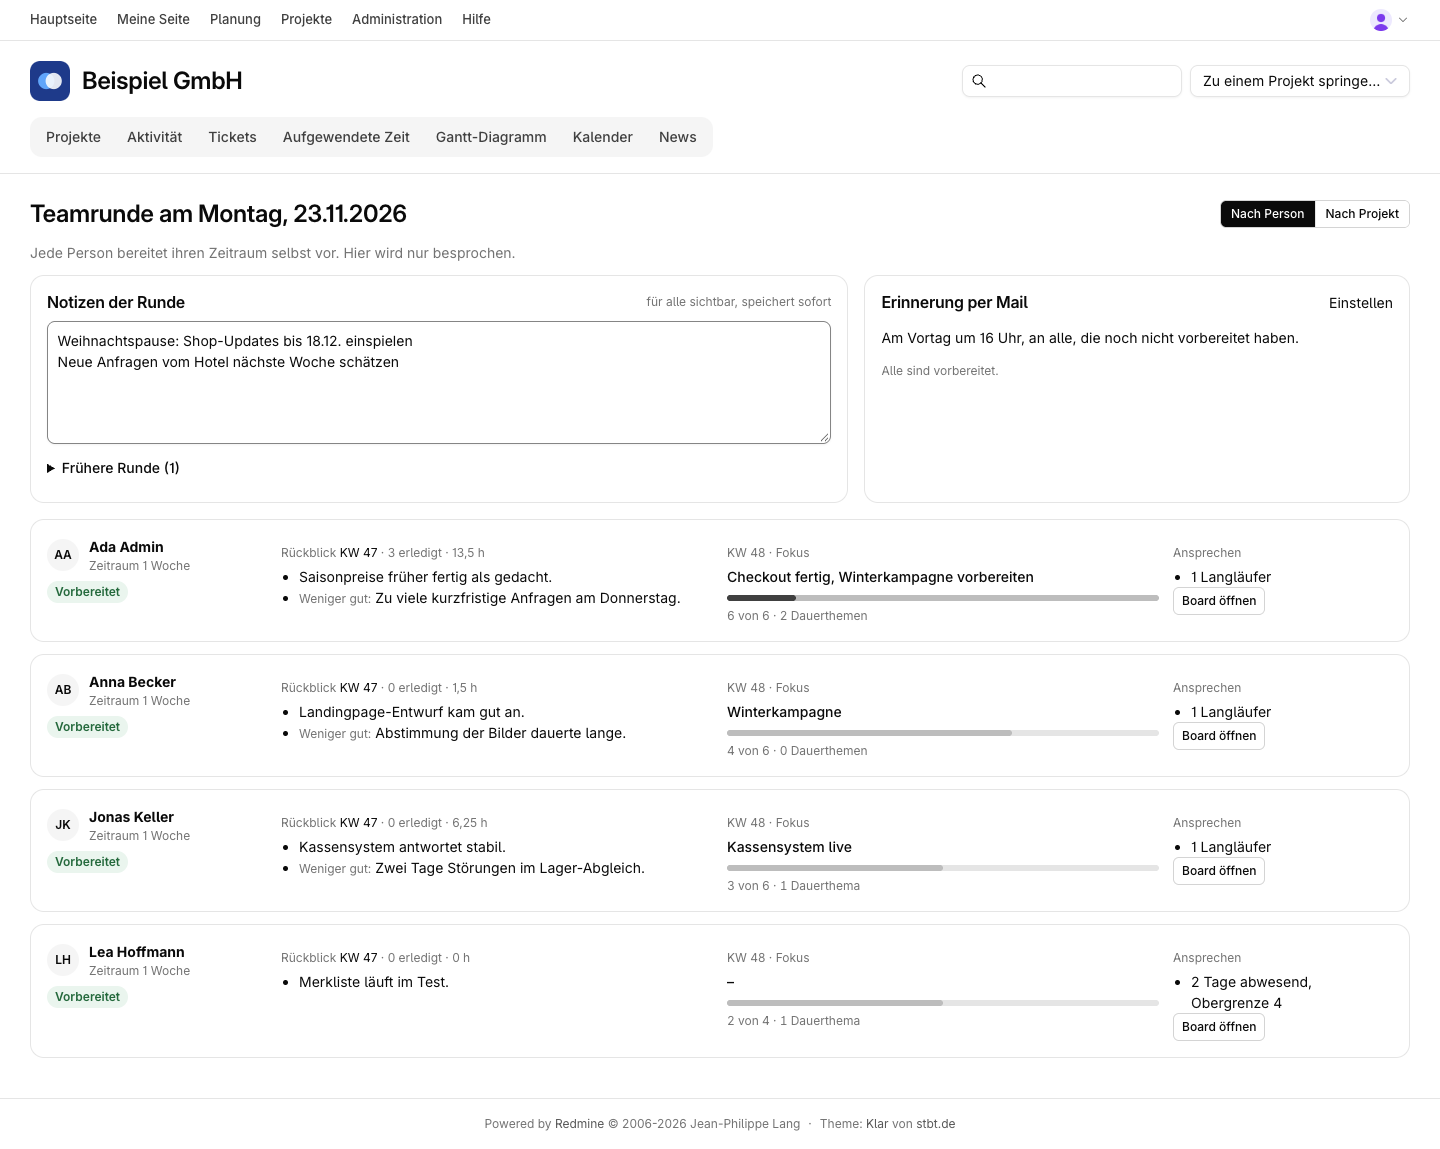 Hauptseite Meine Seite Planung Projekte Administration Hilfe
Beispiel GmbH
Zu einem Projekt springe...
Projekte Aktivität Tickets Aufgewendete Zeit Gantt-Diagramm Kalender News
Teamrunde am Montag, 23.11.2026
Nach Person Nach Projekt
Jede Person bereitet ihren Zeitraum selbst vor. Hier wird nur besprochen.
Notizen der Runde
für alle sichtbar, speichert sofort
Weihnachtspause: Shop-Updates bis 18.12. einspielen
Neue Anfragen vom Hotel nächste Woche schätzen
Frühere Runde (1)
Erinnerung per Mail
Einstellen
Am Vortag um 16 Uhr, an alle, die noch nicht vorbereitet haben.
Alle sind vorbereitet.
AA
Ada Admin
Zeitraum 1 Woche
Vorbereitet
Rückblick KW 47 · 3 erledigt · 13,5 h
Saisonpreise früher fertig als gedacht.
Weniger gut: Zu viele kurzfristige Anfragen am Donnerstag.
KW 48 · Fokus
Checkout fertig, Winterkampagne vorbereiten
6 von 6 · 2 Dauerthemen
Ansprechen
1 Langläufer
Board öffnen
AB
Anna Becker
Zeitraum 1 Woche
Vorbereitet
Rückblick KW 47 · 0 erledigt · 1,5 h
Landingpage-Entwurf kam gut an.
Weniger gut: Abstimmung der Bilder dauerte lange.
KW 48 · Fokus
Winterkampagne
4 von 6 · 0 Dauerthemen
Ansprechen
1 Langläufer
Board öffnen
JK
Jonas Keller
Zeitraum 1 Woche
Vorbereitet
Rückblick KW 47 · 0 erledigt · 6,25 h
Kassensystem antwortet stabil.
Weniger gut: Zwei Tage Störungen im Lager-Abgleich.
KW 48 · Fokus
Kassensystem live
3 von 6 · 1 Dauerthema
Ansprechen
1 Langläufer
Board öffnen
LH
Lea Hoffmann
Zeitraum 1 Woche
Vorbereitet
Rückblick KW 47 · 0 erledigt · 0 h
Merkliste läuft im Test.
KW 48 · Fokus
–
2 von 4 · 1 Dauerthema
Ansprechen
2 Tage abwesend,
Obergrenze 4
Board öffnen
Powered by Redmine © 2006-2026 Jean-Philippe Lang · Theme: Klar von stbt.de